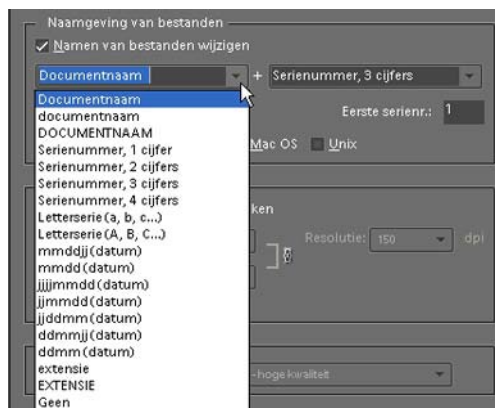 Naamgeving van bestanden
Namen van bestanden wijzigen
Documentnaam + Serienummer, 3 cijfers
Documentnaam
documentnaam
Eerste serienr.: 1
DOCUMENTNAAM
Serienummer, 1 cijfer
Mac OS Unix
Serienummer, 2 cijfers
Serienummer, 3 cijfers
Serienummer, 4 cijfers
Letterserie (a, b, c...)
ken
Letterserie (A, B, C...)
Resolutie: 150 dpi
mmddjj (datum)
mmdd (datum)
jjjjmmdd (datum)
jjmmdd (datum)
jjddmm (datum)
ddmmjj (datum)
ddmm (datum)
extensie
-hoge kwaliteit
EXTENSIE
Geen